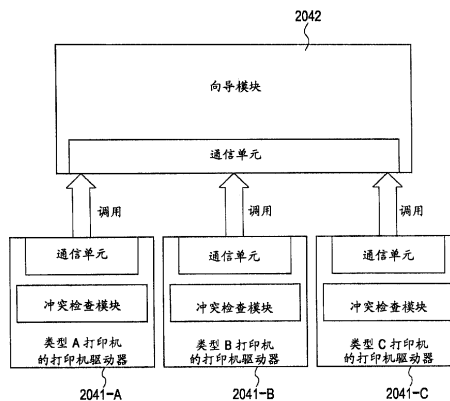 2042
向导模块
通信单元
调用
调用
调用
通信单元
通信单元
通信单元
冲突检查模块
冲突检查模块
冲突检查模块
类型 A 打印机
的打印机驱动器
类型 B 打印机
的打印机驱动器
类型 C 打印机
的打印机驱动器
2041-A
2041-B
2041-C